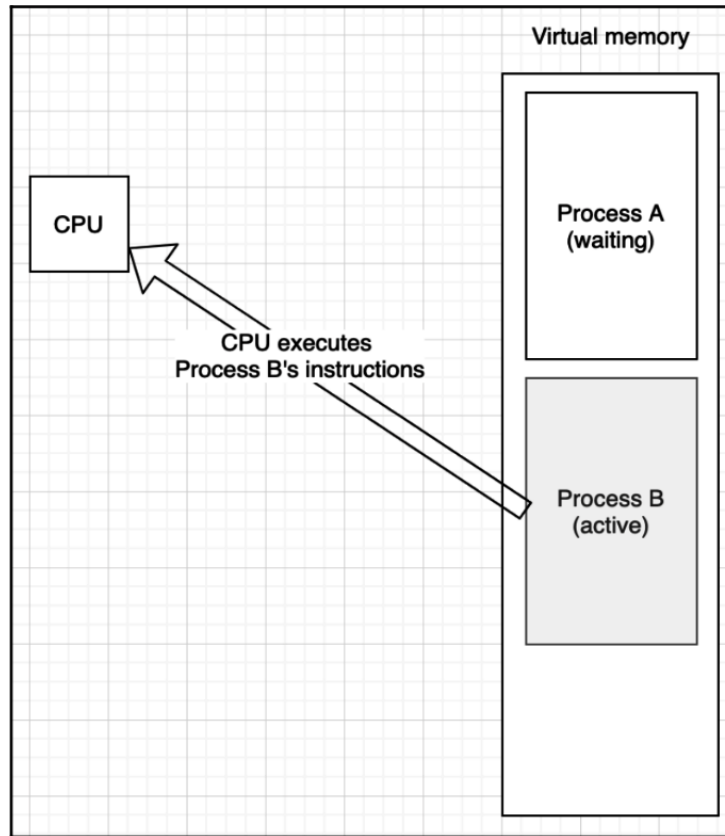 Virtual memory
Process A
(waiting)
CPU
CPU executes
Process B's instructions
Process B
(active)